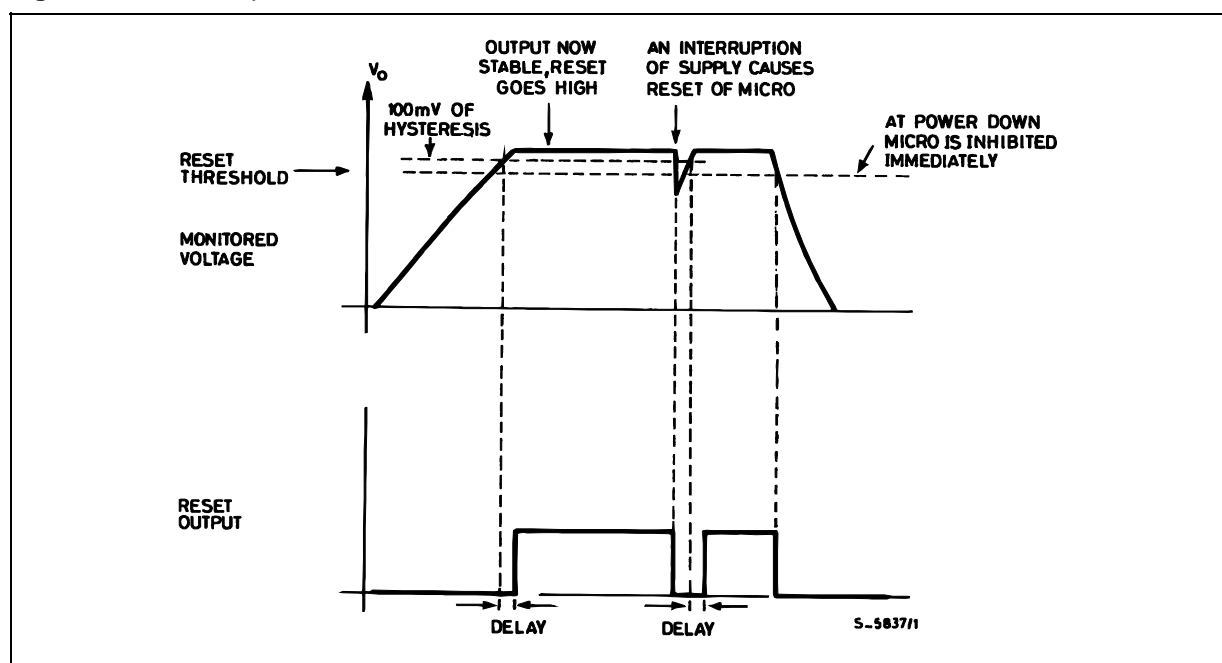 V₀
OUTPUT NOW
STABLE, RESET
GOES HIGH
AN INTERRUPTION
OF SUPPLY CAUSES
RESET OF MICRO
100mV OF
HYSTERESIS
AT POWER DOWN
MICRO IS INHIBITED
IMMEDIATELY
RESET
THRESHOLD
MONITORED
VOLTAGE
RESET
OUTPUT
DELAY
DELAY
S-5837/1